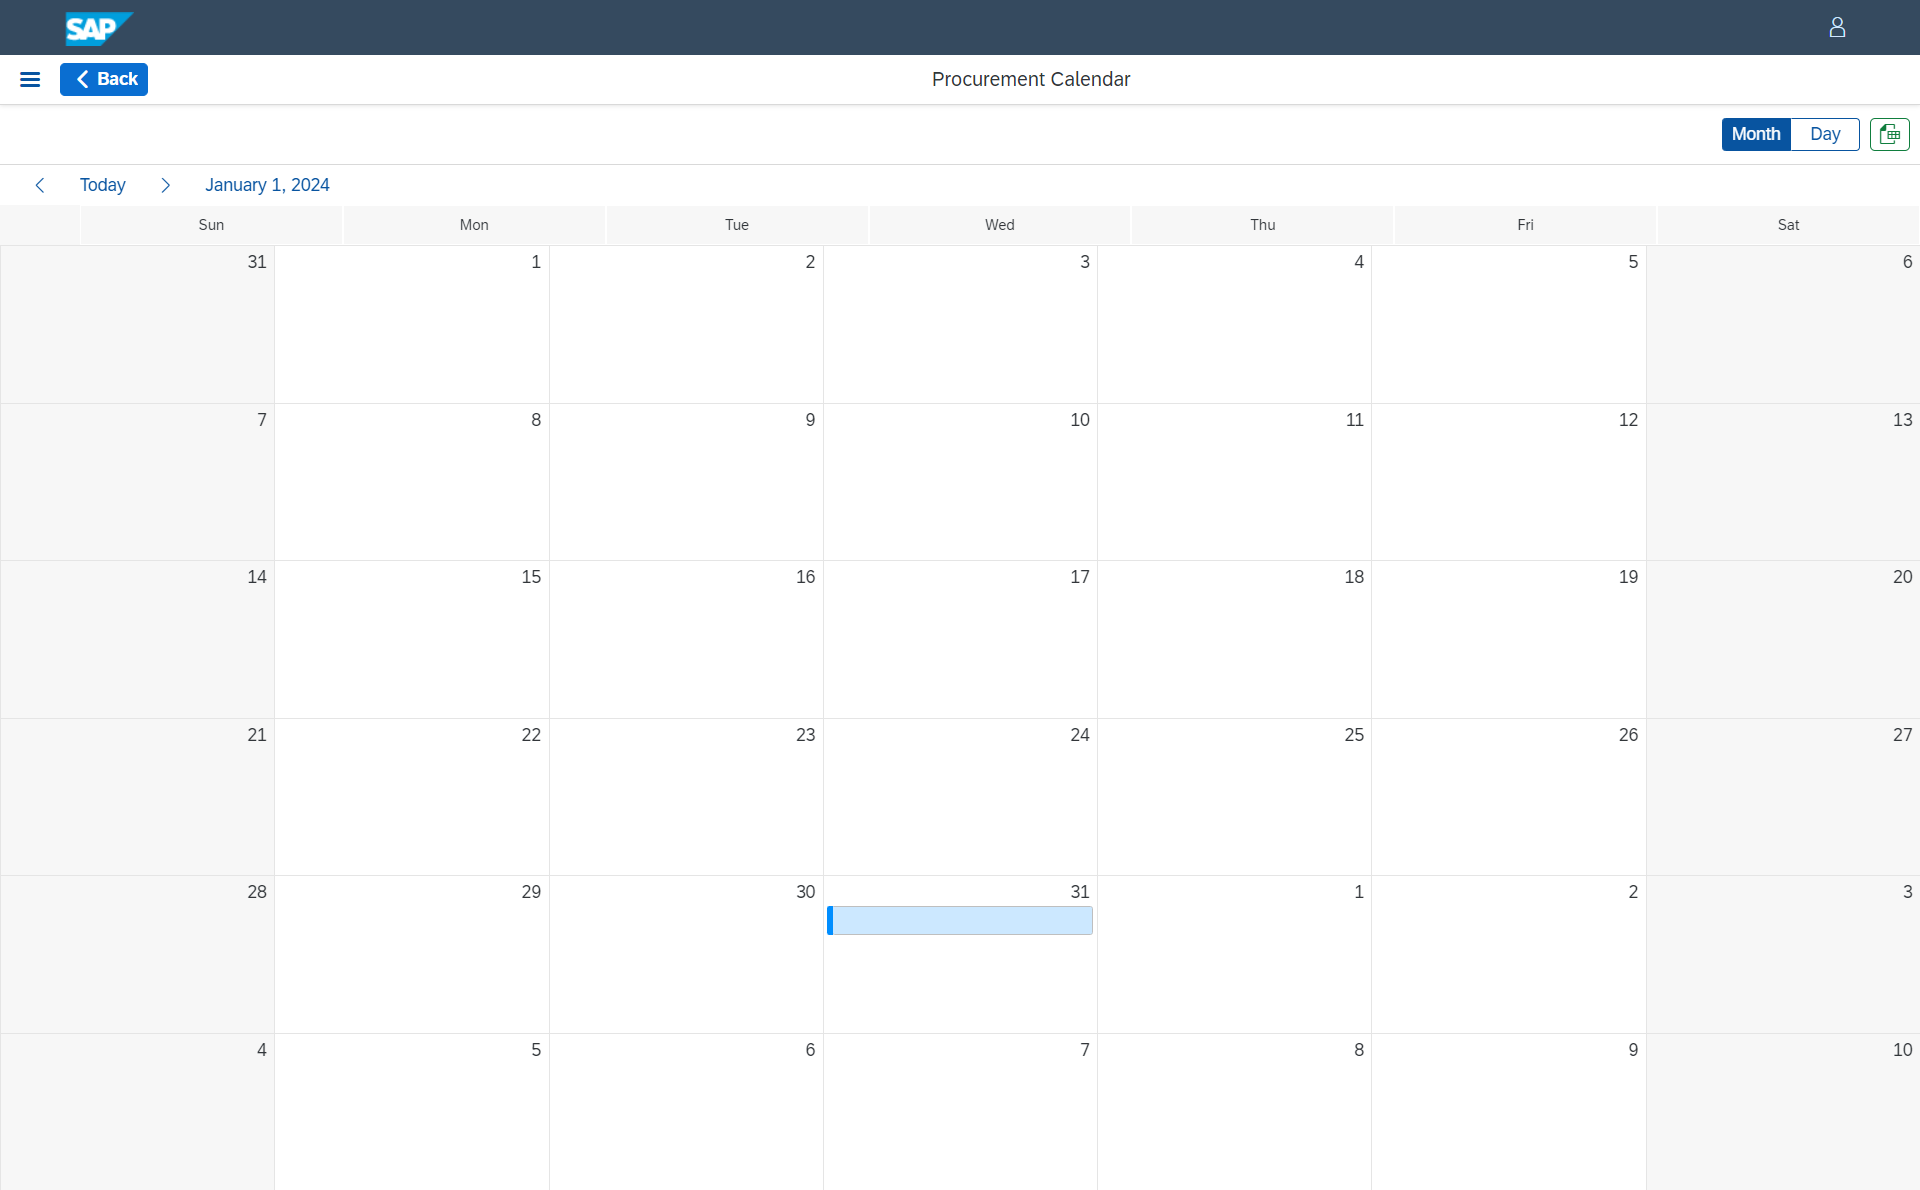 SAP
Back
Procurement Calendar
Month Day
Today January 1, 2024
Sun Mon Tue Wed Thu Fri Sat
31 1 2 3 4 5 6
7 8 9 10 11 12 13
14 15 16 17 18 19 20
21 22 23 24 25 26 27
28 29 30 31 1 2 3
4 5 6 7 8 9 10